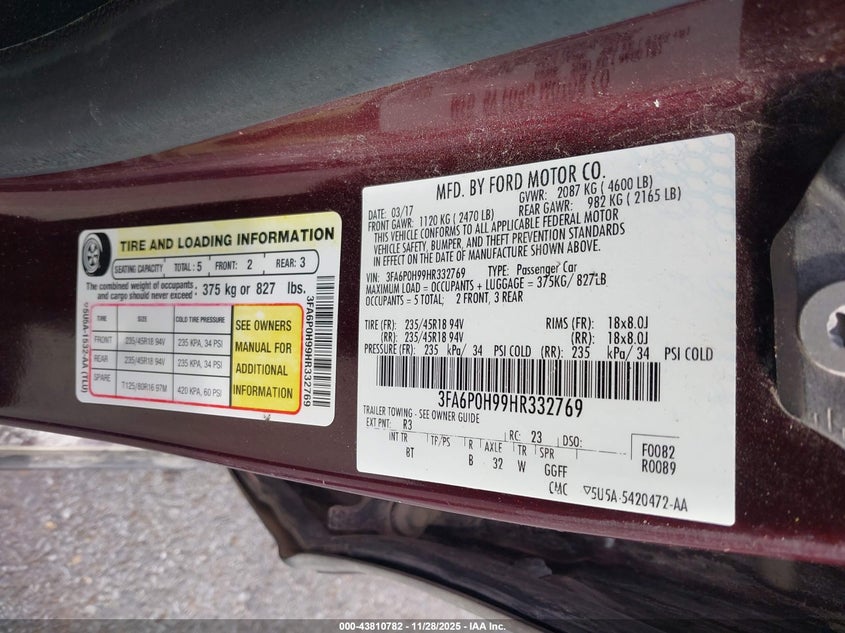 TIRE AND LOADING INFORMATION
SEATING CAPACITY TOTAL: 5 FRONT: 2 REAR: 3
The combined weight of occupants and cargo should never exceed: 375 kg or 827 lbs.
TIRE SIZE COLD TIRE PRESSURE
FRONT 235/45R18 94V 235 KPA, 34 PSI
REAR 235/45R18 94V 235 KPA, 34 PSI
SPARE T125/80R16 97M 420 KPA, 60 PSI
SEE OWNERS
MANUAL FOR
ADDITIONAL
INFORMATION
5U5A-1532-AA (TLU)
3FA6P0H99HR332769
MFD. BY FORD MOTOR CO.
DATE: 03/17 GVWR: 2087 KG ( 4600 LB)
FRONT GAWR: 1120 KG ( 2470 LB) REAR GAWR: 982 KG ( 2165 LB)
THIS VEHICLE CONFORMS TO ALL APPLICABLE FEDERAL MOTOR
VEHICLE SAFETY, BUMPER, AND THEFT PREVENTION STANDARDS
IN EFFECT ON THE DATE OF MANUFACTURE SHOWN ABOVE.
VIN: 3FA6P0H99HR332769 TYPE: Passenger Car
MAXIMUM LOAD = OCCUPANTS + LUGGAGE = 375KG/ 827LB
OCCUPANTS = 5 TOTAL; 2 FRONT, 3 REAR
TIRE (FR): 235/45R18 94V RIMS (FR): 18x8.0J
(RR): 235/45R18 94V (RR): 18x8.0J
PRESSURE (FR): 235 kPa/ 34 PSI COLD (RR): 235 kPa/ 34 PSI COLD
3FA6P0H99HR332769
TRAILER TOWING - SEE OWNER GUIDE
EXT PNT: R3 RC: 23 DSO: F0082
INT TR TP/PS R AXLE TR SPR R0089
BT B 32 W GGFF
CMC 5U5A-5420472-AA
000-43810782 | 11/28/2025 - IAA Inc.